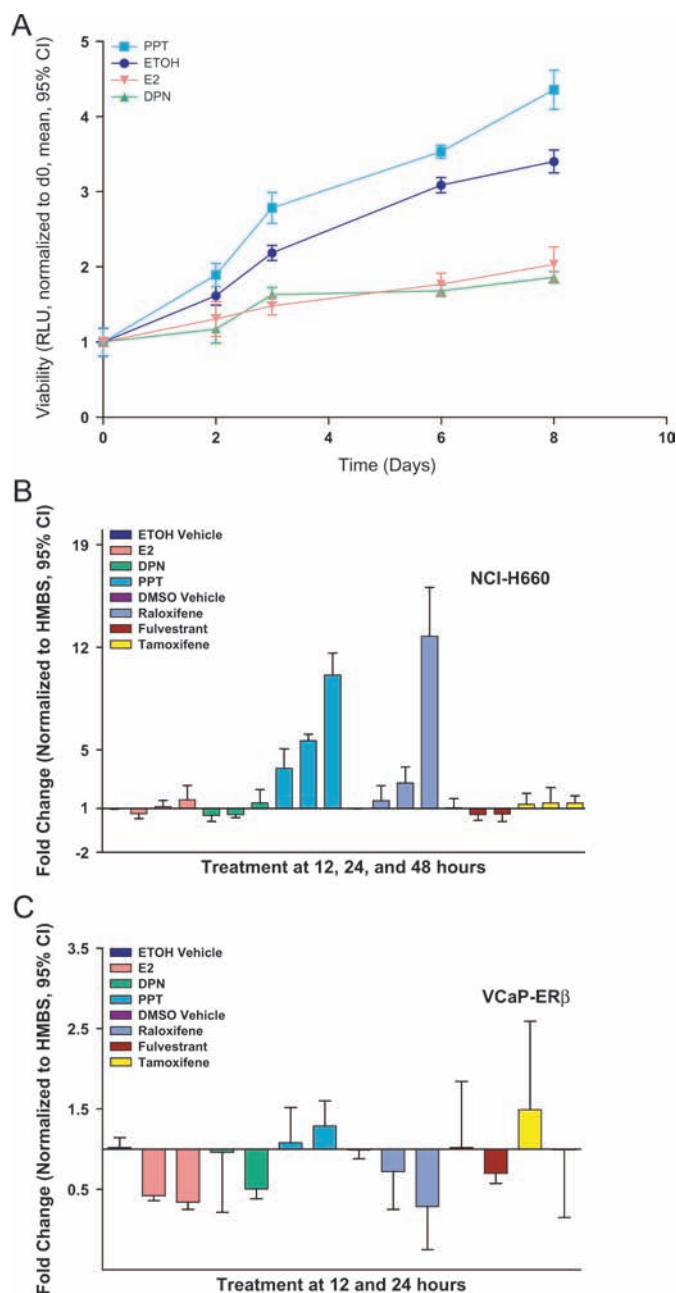 A
5
4
3
2
1
0
PPT
ETOH
E2
DPN
Viability (RLU, normalized to d0, mean, 95% CI)
0 2 4 6 8 10
Time (Days)
B
19
12
5
1
-2
ETOH Vehicle
E2
DPN
PPT
DMSO Vehicle
Raloxifene
Fulvestrant
Tamoxifene
NCI-H660
Fold Change (Normalized to HMBS, 95% CI)
Treatment at 12, 24, and 48 hours
C
3.5
2.5
1.5
0.5
ETOH Vehicle
E2
DPN
PPT
DMSO Vehicle
Raloxifene
Fulvestrant
Tamoxifene
VCaP-ERβ
Fold Change (Normalized to HMBS, 95% CI)
Treatment at 12 and 24 hours